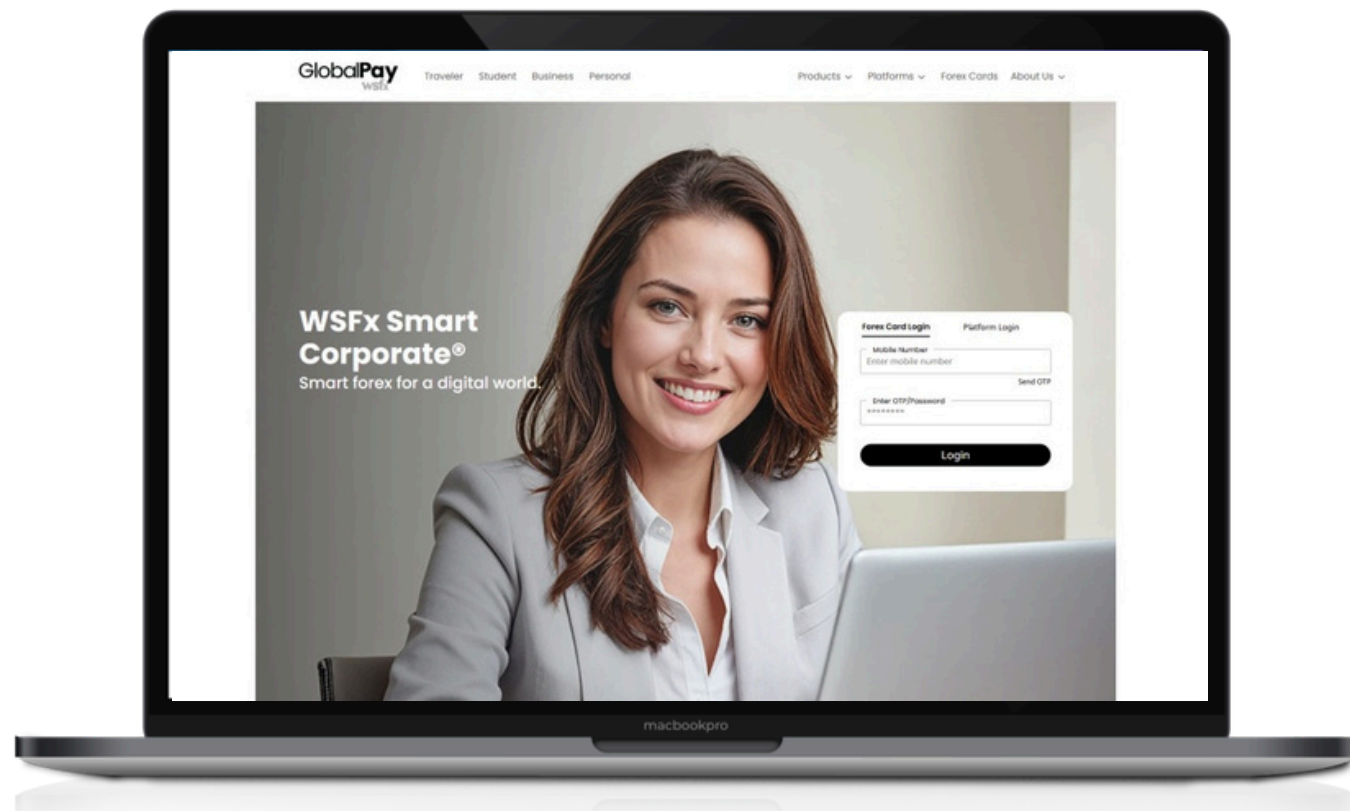 GlobalPay
WSFx
Traveler Student Business Personal
Products Platforms Forex Cards About Us
WSFx Smart
Corporate®
Smart forex for a digital world.
Forex Card Login Platform Login
Mobile Number
Enter mobile number
Send OTP
Enter OTP/Password
********
Login
macbookpro